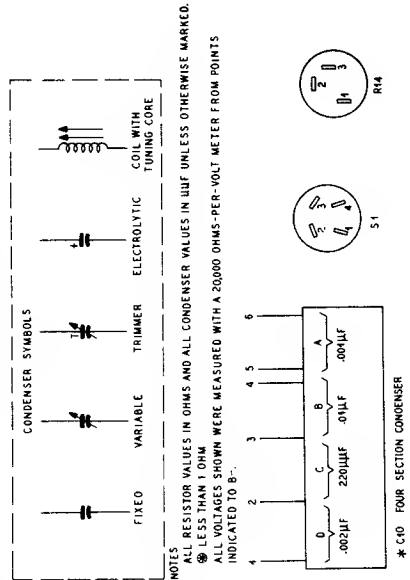 CONDENSER SYMBOLS
FIXED
VARIABLE
TRIMMER
ELECTROLYTIC
COIL WITH
TUNING CORE
NOTES
ALL RESISTOR VALUES IN OHMS AND ALL CONDENSER VALUES IN UUF UNLESS OTHERWISE MARKED.
⊛ LESS THAN 1 OHM
ALL VOLTAGES SHOWN WERE MEASURED WITH A 20,000 OHMS-PER-VOLT METER FROM POINTS
INDICATED TO B-.
1 2 3 4 5 6
D C B A
.002µF 220µµF .01µF .004µF
* C10 FOUR SECTION CONDENSER
2 3
1 4
S1
2
1 3
R14